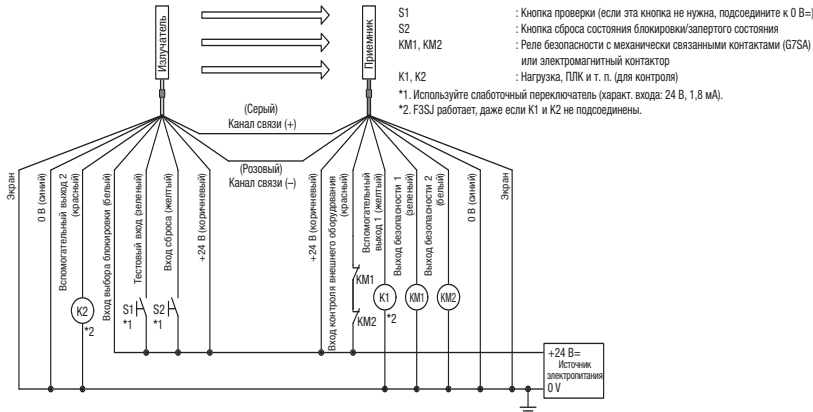 Излучатель
Приемник
S1 : Кнопка проверки (если эта кнопка не нужна, подсоедините к 0 В=)
S2 : Кнопка сброса состояния блокировки/запертого состояния
KM1, KM2 : Реле безопасности с механически связанными контактами (G7SA)
или электромагнитный контактор
K1, K2 : Нагрузка, ПЛК и т. п. (для контроля)
*1. Используйте слаботочный переключатель (характ. входа: 24 В, 1,8 мА).
*2. F3SJ работает, даже если K1 и K2 не подсоединены.
(Серый)
Канал связи (+)
(Розовый)
Канал связи (–)
Экран
0 В (синий)
Вспомогательный выход 2
(красный)
Вход выбора блокировки (белый)
Тестовый вход (зеленый)
Вход сброса (желтый)
+24 В (коричневый)
+24 В (коричневый)
Вход контроля внешнего оборудования
(красный)
Вспомогательный
выход 1 (желтый)
Выход безопасности 1
(зеленый)
Выход безопасности 2
(белый)
0 В (синий)
Экран
K2
*2
S1
*1
S2
*1
KM1
KM2
K1
*2
KM1
KM2
+24 В=
Источник
электропитания
0 V